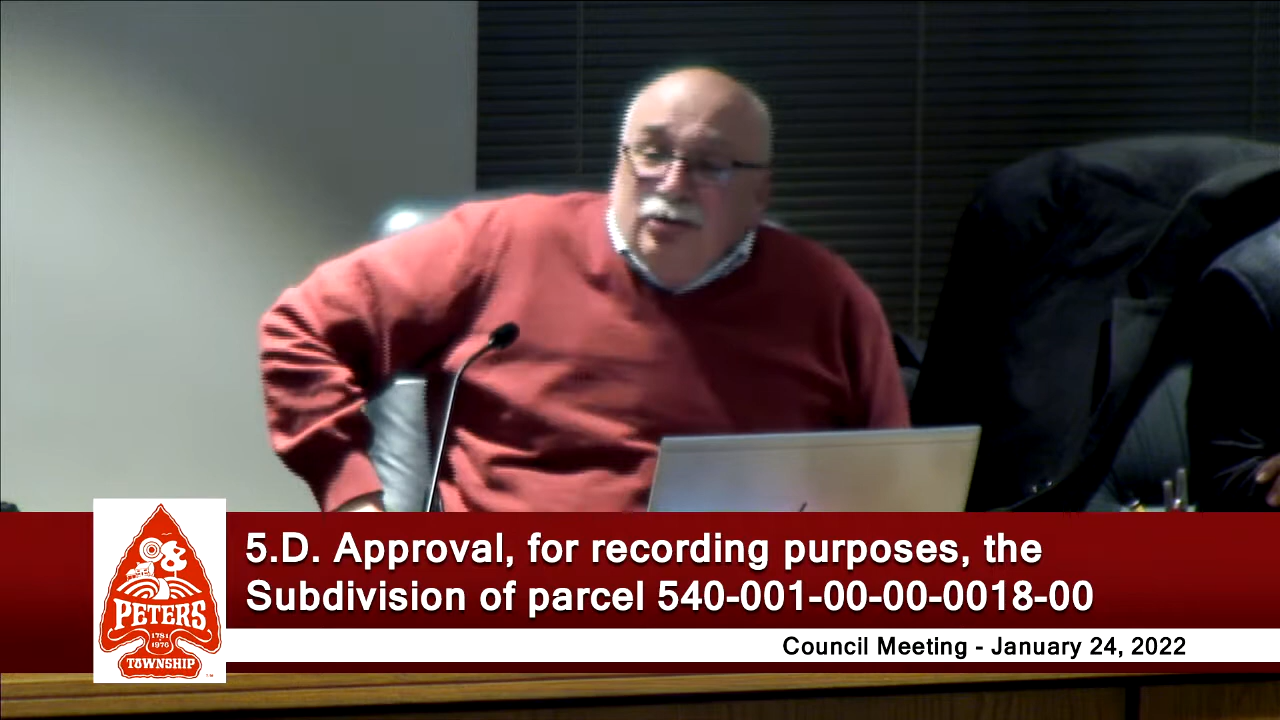 5.D. Approval, for recording purposes, the
Subdivision of parcel 540-001-00-00-0018-00
Council Meeting - January 24, 2022
PETERS
1781
1976
TOWNSHIP